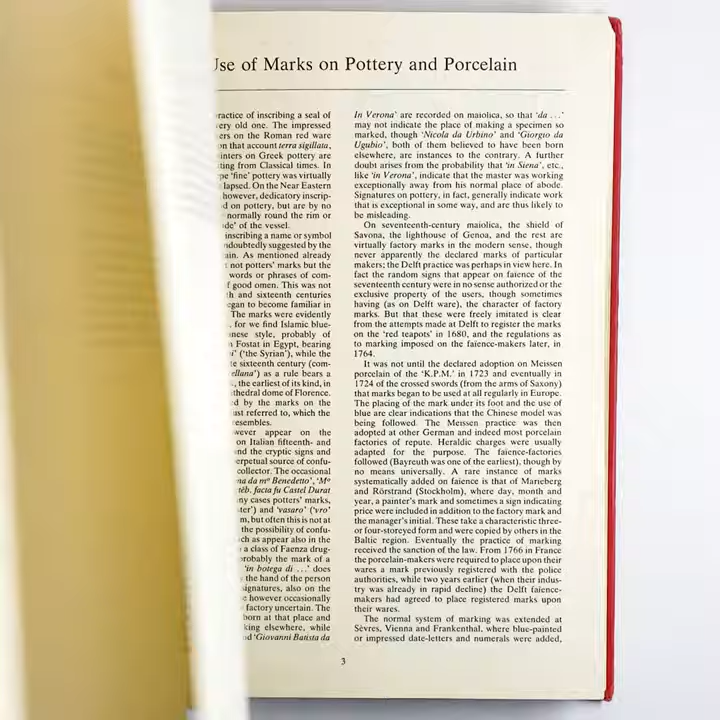 Use of Marks on Pottery and Porcelain
practice of inscribing a seal of
very old one. The impressed
ers on the Roman red ware
on that account terra sigillata,
inters on Greek pottery are
ting from Classical times. In
pe 'fine' pottery was virtually
lapsed. On the Near Eastern
however, dedicatory inscrip-
d on pottery, but are by no
normally round the rim or
de' of the vessel.
inscribing a name or symbol
ndoubtedly suggested by the
ain. As mentioned already
not potters' marks but the
words or phrases of com-
f good omen. This was not
th and sixteenth centuries
egan to become familiar in
The marks were evidently
. for we find Islamic blue-
nese style, probably of
Fostat in Egypt, bearing
i' ('the Syrian'), while the
te sixteenth century (com-
ellana') as a rule bears a
, the earliest of its kind, in
thedral dome of Florence.
ed by the marks on the
ust referred to, which the
resembles.
wever appear on the
on Italian fifteenth- and
nd the cryptic signs and
erpetual source of confu-
collector. The occasional
na da mº Benedetto', 'Mº
téb. facia fu Castel Durat
ny cases potters' marks,
ter') and 'vasaro' ('vro'
m, but often this is not at
the possibility of confu-
ch as appear also in the
a class of Faenza drug-
probably the mark of a
'in botega di ...' does
the hand of the person
signatures, also on the
however occasionally
factory uncertain. The
born at that place and
king elsewhere, while
nd 'Giovanni Batista da
In Verona' are recorded on maiolica, so that 'da ...'
may not indicate the place of making a specimen so
marked, though 'Nicola da Urbino' and 'Giorgio da
Ugubio', both of them believed to have been born
elsewhere, are instances to the contrary. A further
doubt arises from the probability that 'in Siena', etc.,
like 'in Verona', indicate that the master was working
exceptionally away from his normal place of abode.
Signatures on pottery, in fact, generally indicate work
that is exceptional in some way, and are thus likely to
be misleading.
On seventeenth-century maiolica, the shield of
Savona, the lighthouse of Genoa, and the rest are
virtually factory marks in the modern sense, though
never apparently the declared marks of particular
makers; the Delft practice was perhaps in view here. In
fact the random signs that appear on faience of the
seventeenth century were in no sense authorized or the
exclusive property of the users, though sometimes
having (as on Delft ware), the character of factory
marks. But that these were freely imitated is clear
from the attempts made at Delft to register the marks
on the 'red teapots' in 1680, and the regulations as
to marking imposed on the faïence-makers later, in
1764.
It was not until the declared adoption on Meissen
porcelain of the 'K.P.M.' in 1723 and eventually in
1724 of the crossed swords (from the arms of Saxony)
that marks began to be used at all regularly in Europe.
The placing of the mark under its foot and the use of
blue are clear indications that the Chinese model was
being followed. The Meissen practice was then
adopted at other German and indeed most porcelain
factories of repute. Heraldic charges were usually
adapted for the purpose. The faïence-factories
followed (Bayreuth was one of the earliest), though by
no means universally. A rare instance of marks
systematically added on faïence is that of Marieberg
and Rörstrand (Stockholm), where day, month and
year, a painter's mark and sometimes a sign indicating
price were included in addition to the factory mark and
the manager's initial. These take a characteristic three-
or four-storeyed form and were copied by others in the
Baltic region. Eventually the practice of marking
received the sanction of the law. From 1766 in France
the porcelain-makers were required to place upon their
wares a mark previously registered with the police
authorities, while two years earlier (when their indus-
try was already in rapid decline) the Delft faïence-
makers had agreed to place registered marks upon
their wares.
The normal system of marking was extended at
Sèvres, Vienna and Frankenthal, where blue-painted
or impressed date-letters and numerals were added,
3